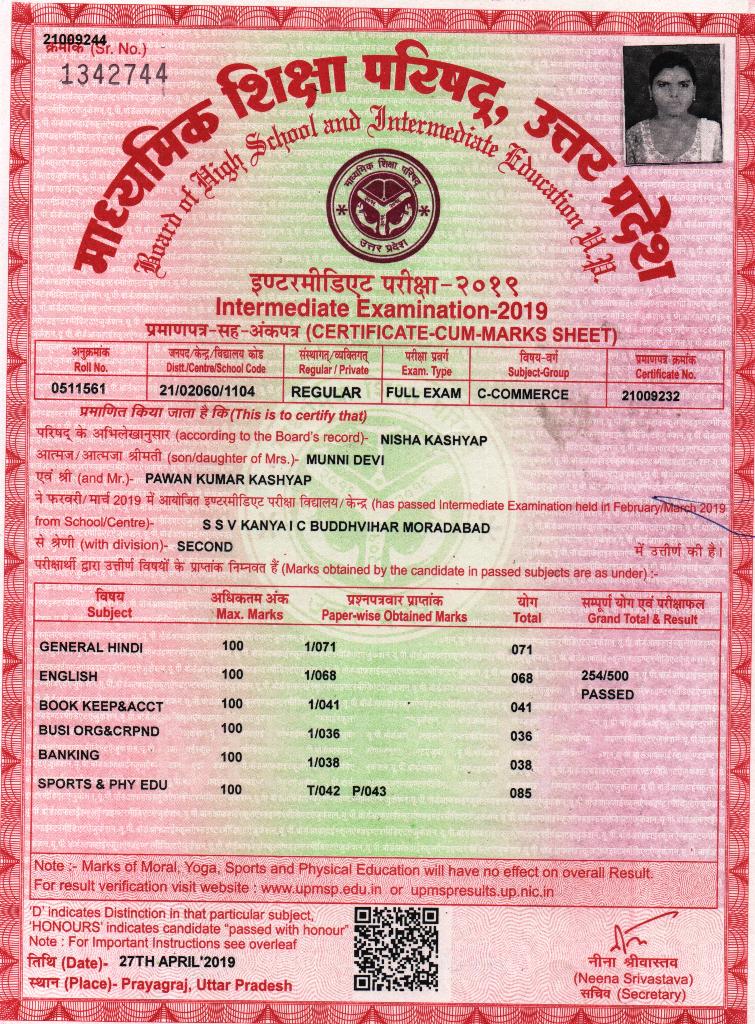 21009244
क्रमांक (Sr. No.)
1342744
माध्यमिक शिक्षा परिषद्, उत्तर प्रदेश
Board of High School and Intermediate Education U.P.
माध्यमिक शिक्षा परिषद्
उत्तर प्रदेश
इण्टरमीडिएट परीक्षा-२०१९
Intermediate Examination-2019
प्रमाणपत्र-सह-अंकपत्र (CERTIFICATE-CUM-MARKS SHEET)
अनुक्रमांक जनपद/केन्द्र/विद्यालय कोड संस्थागत्/व्यक्तिगत् परीक्षा प्रवर्ग विषय-वर्ग प्रमाणपत्र क्रमांक
Roll No. Distt./Centre/School Code Regular / Private Exam. Type Subject-Group Certificate No.
0511561 21/02060/1104 REGULAR FULL EXAM C-COMMERCE 21009232
प्रमाणित किया जाता है कि (This is to certify that)
परिषद् के अभिलेखानुसार (according to the Board's record)- NISHA KASHYAP
आत्मज/आत्मजा श्रीमती (son/daughter of Mrs.)- MUNNI DEVI
एवं श्री (and Mr.)- PAWAN KUMAR KASHYAP
ने फरवरी/मार्च 2019 में आयोजित इण्टरमीडिएट परीक्षा विद्यालय/केन्द्र (has passed Intermediate Examination held in February/March 2019
from School/Centre)- S S V KANYA I C BUDDHVIHAR MORADABAD
से श्रेणी (with division)- SECOND में उत्तीर्ण की है।
परीक्षार्थी द्वारा उत्तीर्ण विषयों के प्राप्तांक निम्नवत हैं (Marks obtained by the candidate in passed subjects are as under) :-
विषय अधिकतम अंक प्रश्नपत्रवार प्राप्तांक योग सम्पूर्ण योग एवं परीक्षाफल
Subject Max. Marks Paper-wise Obtained Marks Total Grand Total & Result
GENERAL HINDI 100 1/071 071
ENGLISH 100 1/068 068 254/500
PASSED
BOOK KEEP&ACCT 100 1/041 041
BUSI ORG&CRPND 100 1/036 036
BANKING 100 1/038 038
SPORTS & PHY EDU 100 T/042 P/043 085
Note :- Marks of Moral, Yoga, Sports and Physical Education will have no effect on overall Result.
For result verification visit website : www.upmsp.edu.in or upmspresults.up.nic.in
'D' indicates Distinction in that particular subject,
'HONOURS' indicates candidate "passed with honour"
Note : For Important Instructions see overleaf
तिथि (Date)- 27TH APRIL'2019
स्थान (Place)- Prayagraj, Uttar Pradesh
नीना श्रीवास्तव
(Neena Srivastava)
सचिव (Secretary)